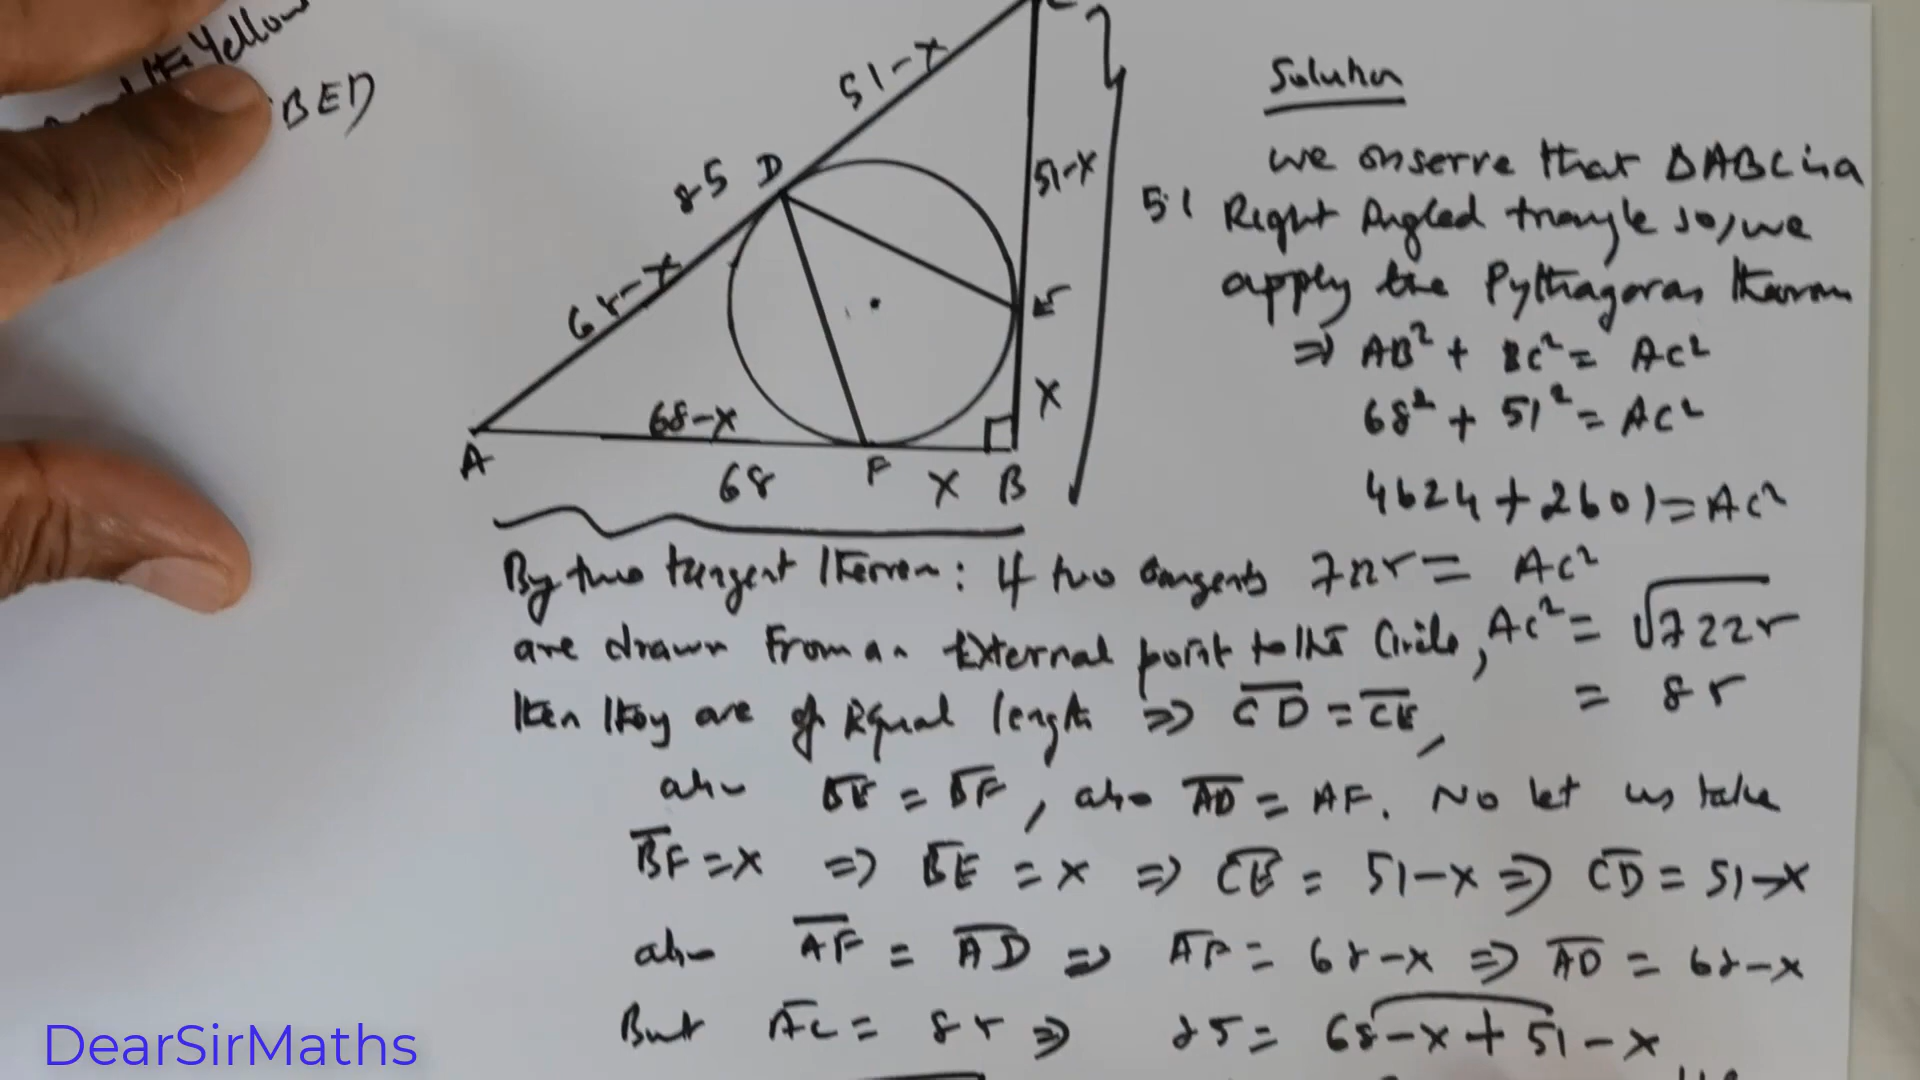 Yellow
BED
C
51-x
85 D
51-x
51
68-x
E
x
68-x
A
68
F
x
B
Solution
we onserve that ΔABC is a
Right Angled triangle so, we
apply the Pythagoras theorem
⇒ AB² + BC² = AC²
68² + 51² = AC²
4624 + 2601 = AC²
7225 = AC²
AC² = √7225
= 85
By two tangent theorem: If two tangents
are drawn from an External point to the Circle,
then they are of Equal length ⇒ CD = CE,
also BE = BF, also AD = AF. No let us take
BF = x ⇒ BE = x ⇒ CE = 51-x ⇒ CD = 51-x
also AF = AD ⇒ AF = 68-x ⇒ AD = 68-x
But AC = 85 ⇒ 85 = 68-x + 51-x
DearSirMaths